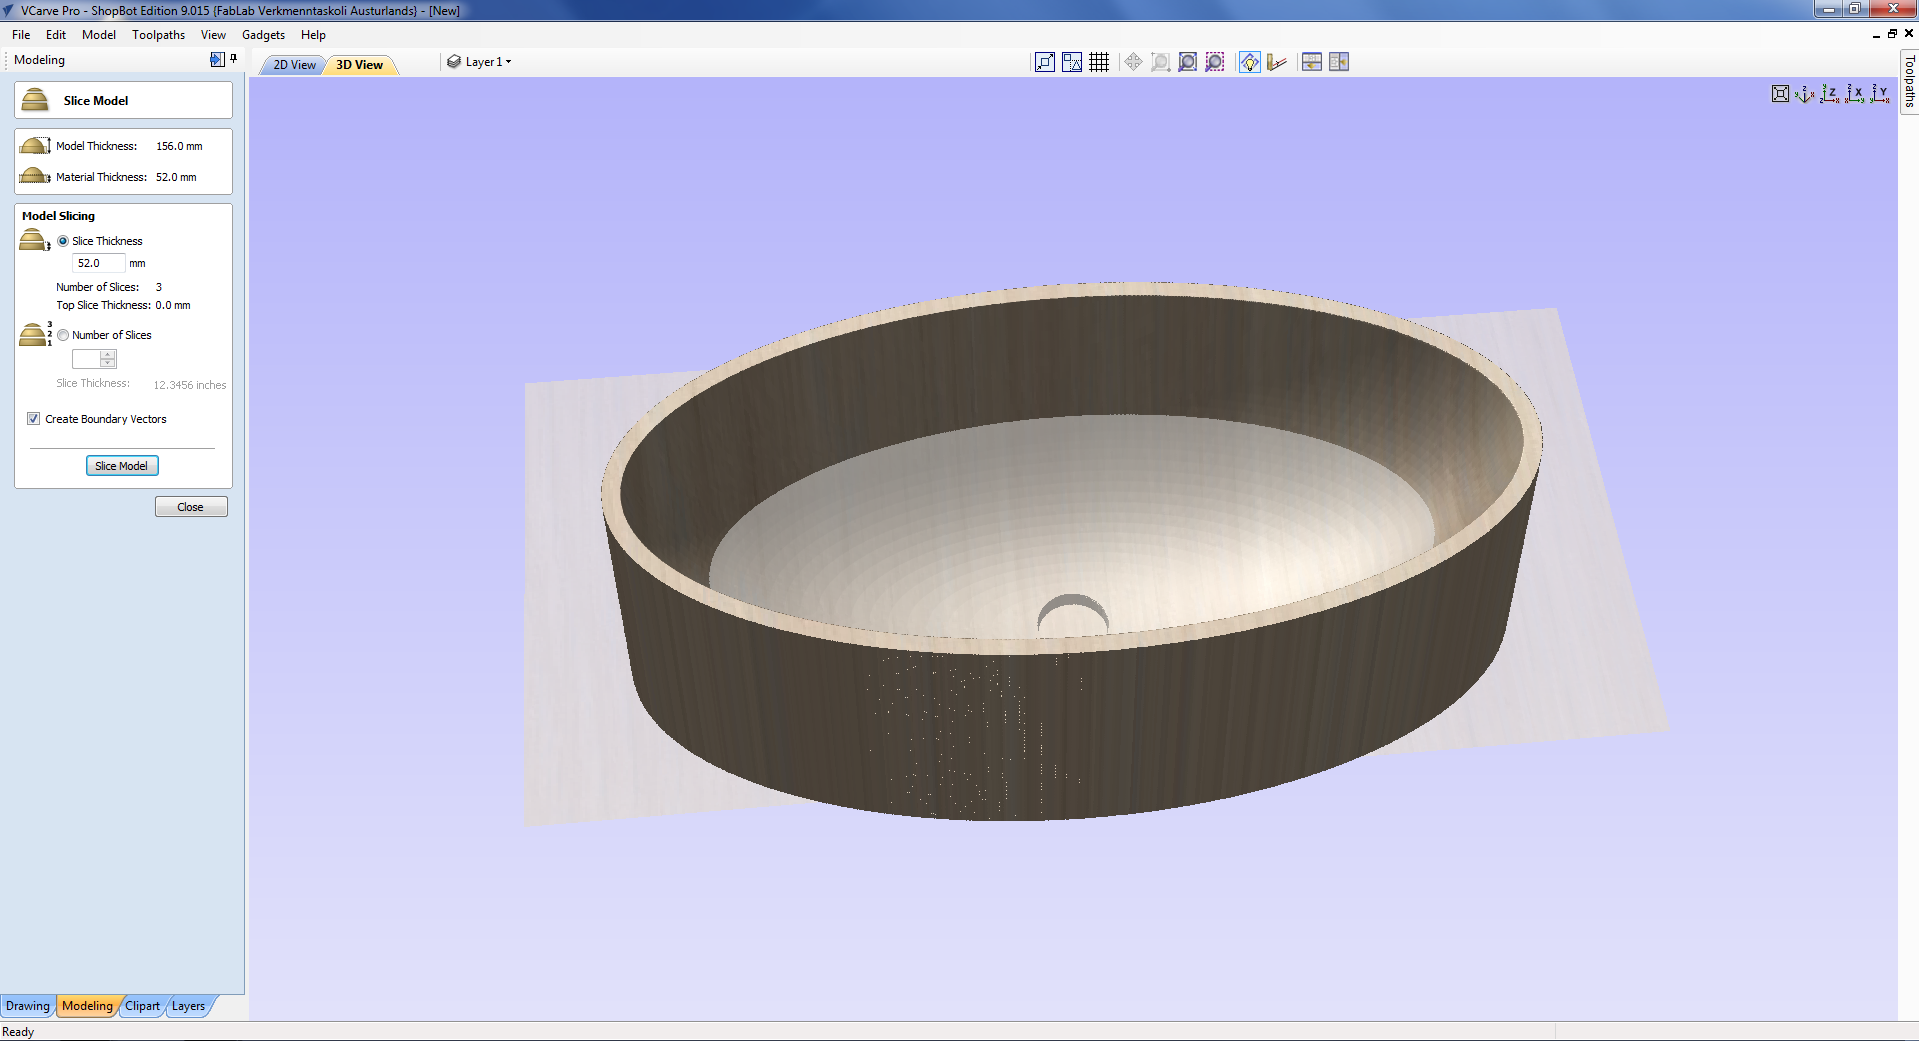 VCarve Pro - ShopBot Edition 9.015 {FabLab Verkmenntaskoli Austurlands} - [New]
File Edit Model Toolpaths View Gadgets Help
Modeling
2D View 3D View Layer 1
Toolpaths
Z X Y
Slice Model
Model Thickness: 156.0 mm
Material Thickness: 52.0 mm
Model Slicing
Slice Thickness
52.0 mm
Number of Slices: 3
Top Slice Thickness: 0.0 mm
3
2
1
Number of Slices
Slice Thickness: 12.3456 inches
Create Boundary Vectors
Slice Model
Close
Drawing Modeling Clipart Layers
Ready